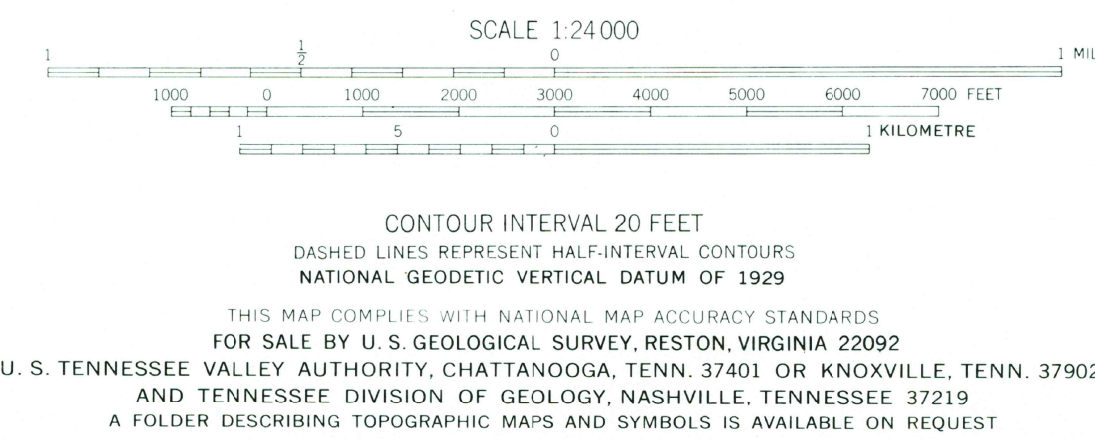 SCALE 1:24 000
1 1/2 0 1 MIL
1000 0 1000 2000 3000 4000 5000 6000 7000 FEET
1 5 0 1 KILOMETRE
CONTOUR INTERVAL 20 FEET
DASHED LINES REPRESENT HALF-INTERVAL CONTOURS
NATIONAL GEODETIC VERTICAL DATUM OF 1929
THIS MAP COMPLIES WITH NATIONAL MAP ACCURACY STANDARDS
FOR SALE BY U. S. GEOLOGICAL SURVEY, RESTON, VIRGINIA 22092
U. S. TENNESSEE VALLEY AUTHORITY, CHATTANOOGA, TENN. 37401 OR KNOXVILLE, TENN. 37902
AND TENNESSEE DIVISION OF GEOLOGY, NASHVILLE, TENNESSEE 37219
A FOLDER DESCRIBING TOPOGRAPHIC MAPS AND SYMBOLS IS AVAILABLE ON REQUEST